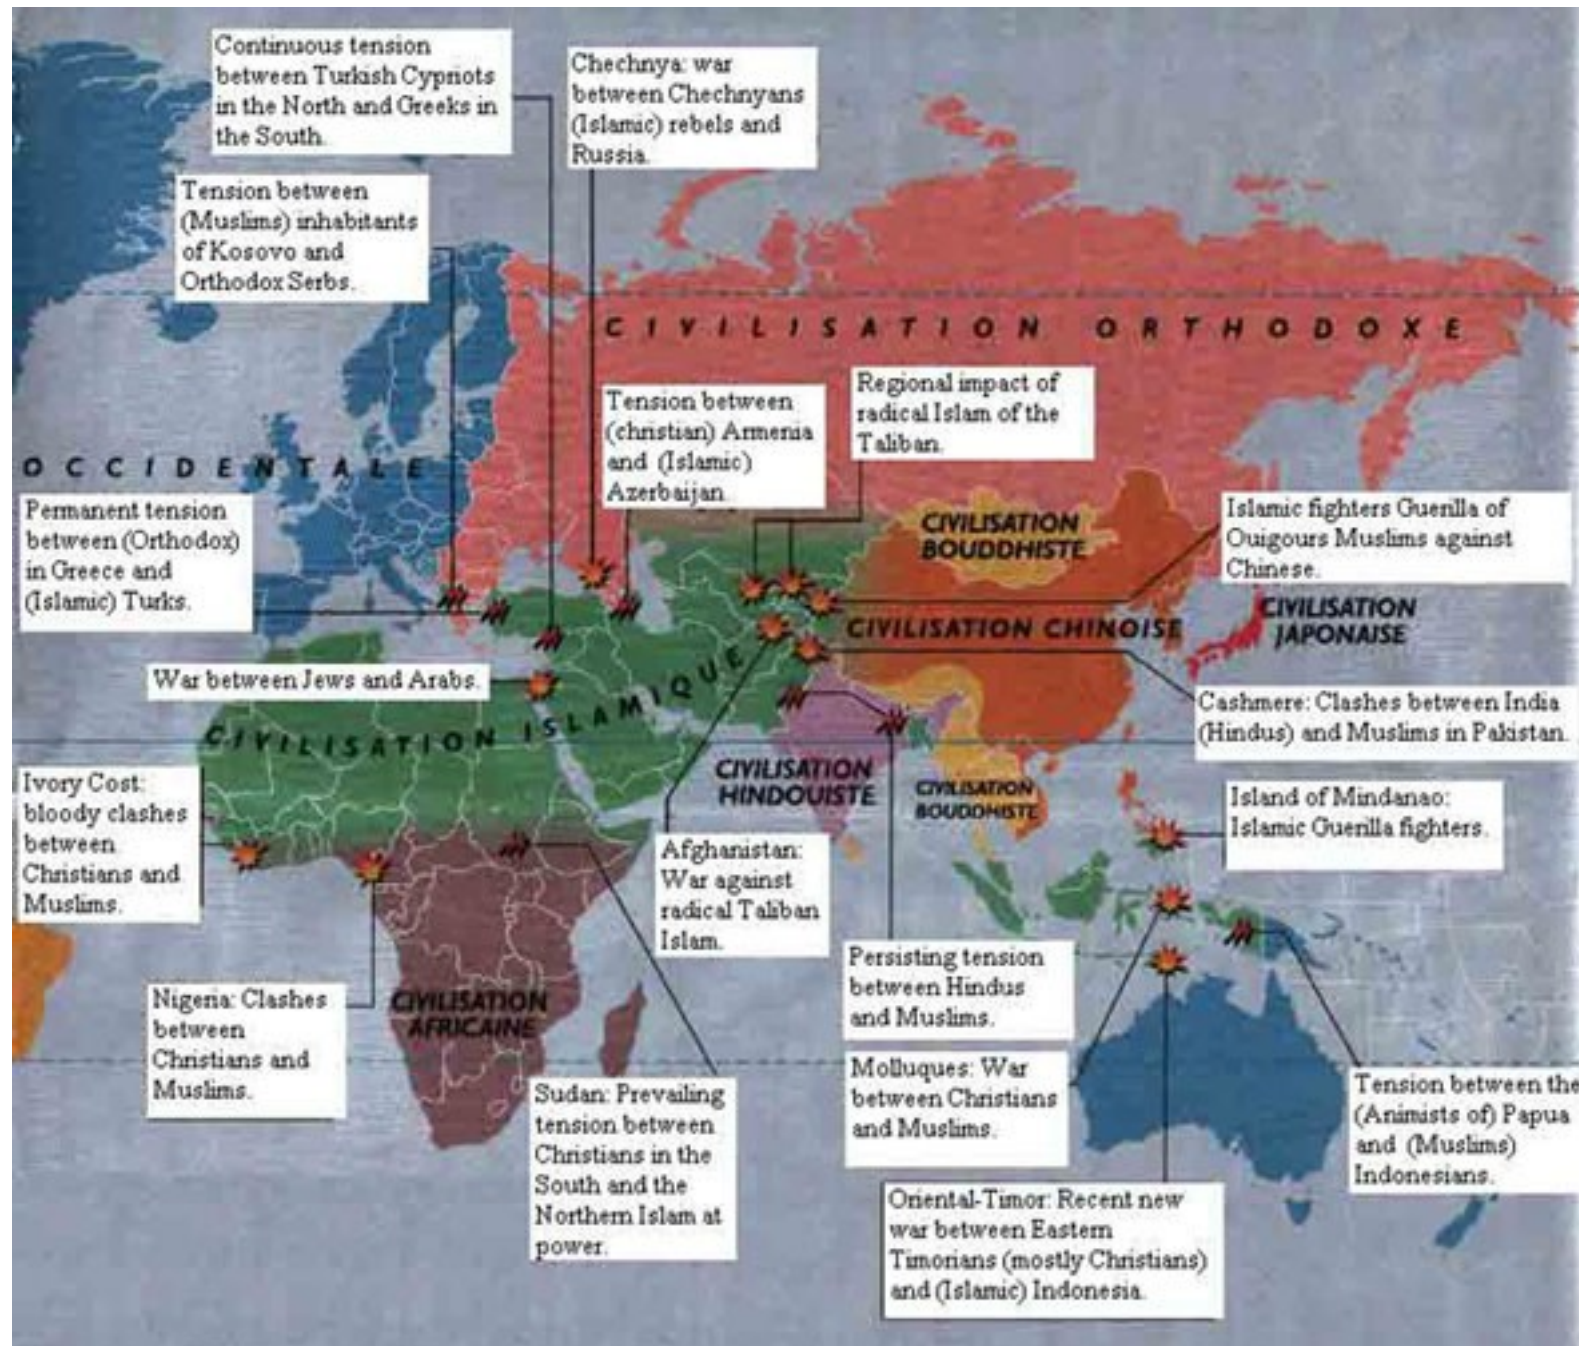 Continuous tension
between Turkish Cypriots
in the North and Greeks in
the South.
Chechnya: war
between Chechnyans
(Islamic) rebels and
Russia.
Tension between
(Muslims) inhabitants
of Kosovo and
Orthodox Serbs.
CIVILISATION ORTHODOXE
Tension between
(christian) Armenia
and (Islamic)
Azerbaijan.
Regional impact of
radical Islam of the
Taliban.
OCCIDENTALE
Permanent tension
between (Orthodox)
in Greece and
(Islamic) Turks.
CIVILISATION
BOUDDHISTE
Islamic fighters Guerilla of
Ouigours Muslims against
Chinese.
CIVILISATION CHINOISE
CIVILISATION
JAPONAISE
War between Jews and Arabs.
CIVILISATION ISLAMIQUE
Cashmere: Clashes between India
(Hindus) and Muslims in Pakistan.
CIVILISATION
HINDOUISTE
CIVILISATION
BOUDDHISTE
Ivory Cost:
bloody clashes
between
Christians and
Muslims.
Island of Mindanao:
Islamic Guerilla fighters.
Afghanistan:
War against
radical Taliban
Islam.
Persisting tension
between Hindus
and Muslims.
Nigeria: Clashes
between
Christians and
Muslims.
CIVILISATION
AFRICAINE
Sudan: Prevailing
tension between
Christians in the
South and the
Northern Islam at
power.
Molluques: War
between Christians
and Muslims.
Tension between the
(Animists of) Papua
and (Muslims)
Indonesians.
Oriental-Timor: Recent new
war between Eastern
Timorians (mostly Christians)
and (Islamic) Indonesia.